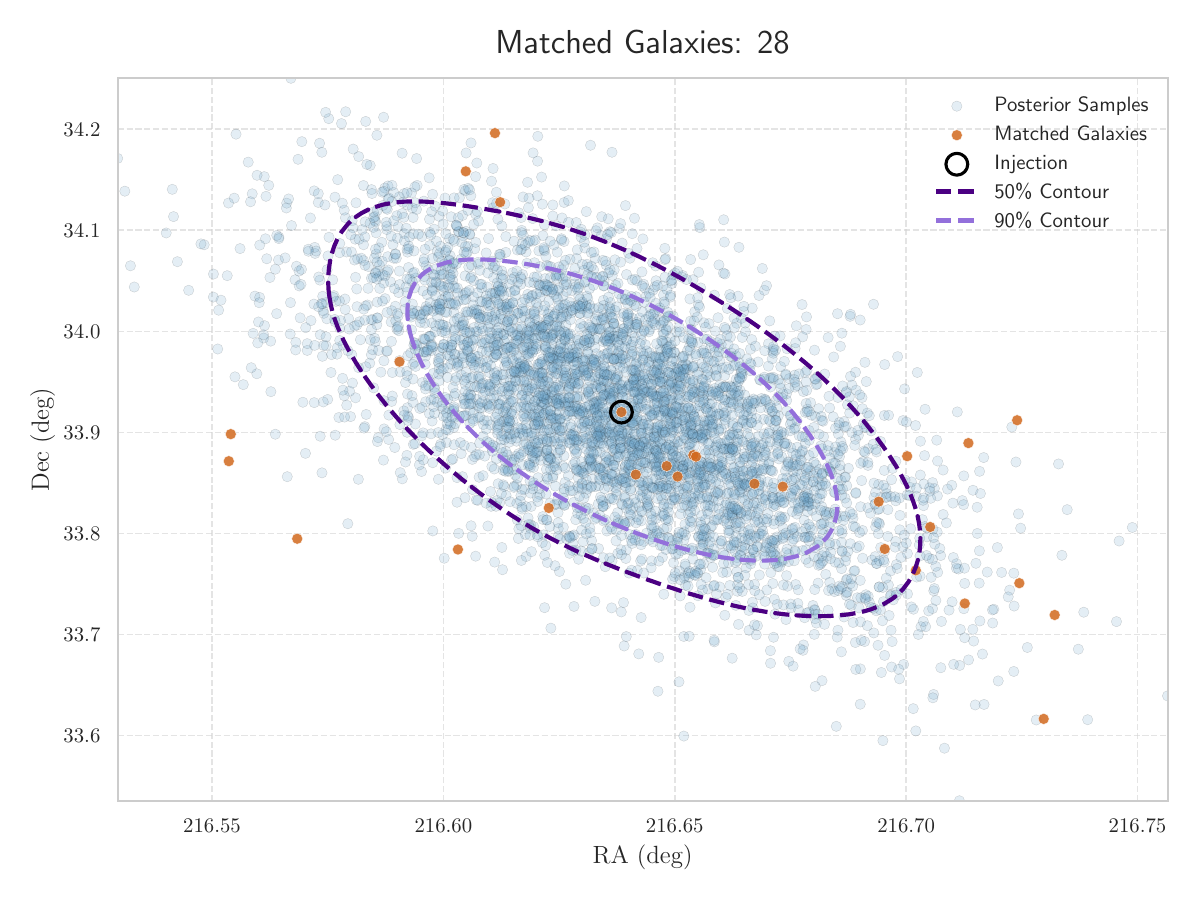 Matched Galaxies: 28
Posterior Samples
Matched Galaxies
Injection
50% Contour
90% Contour
34.2
34.1
34.0
33.9
33.8
33.7
33.6
Dec (deg)
216.55 216.60 216.65 216.70 216.75
RA (deg)